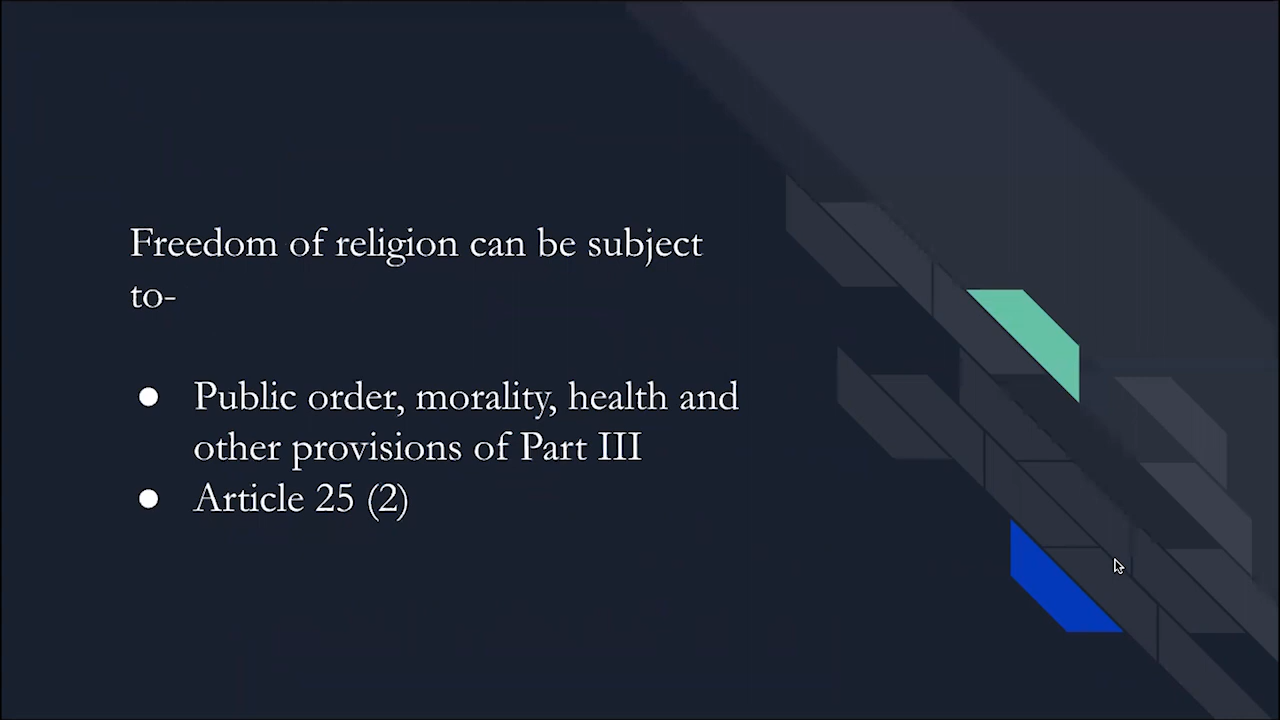 Freedom of religion can be subject
to-
● Public order, morality, health and
other provisions of Part III
● Article 25 (2)